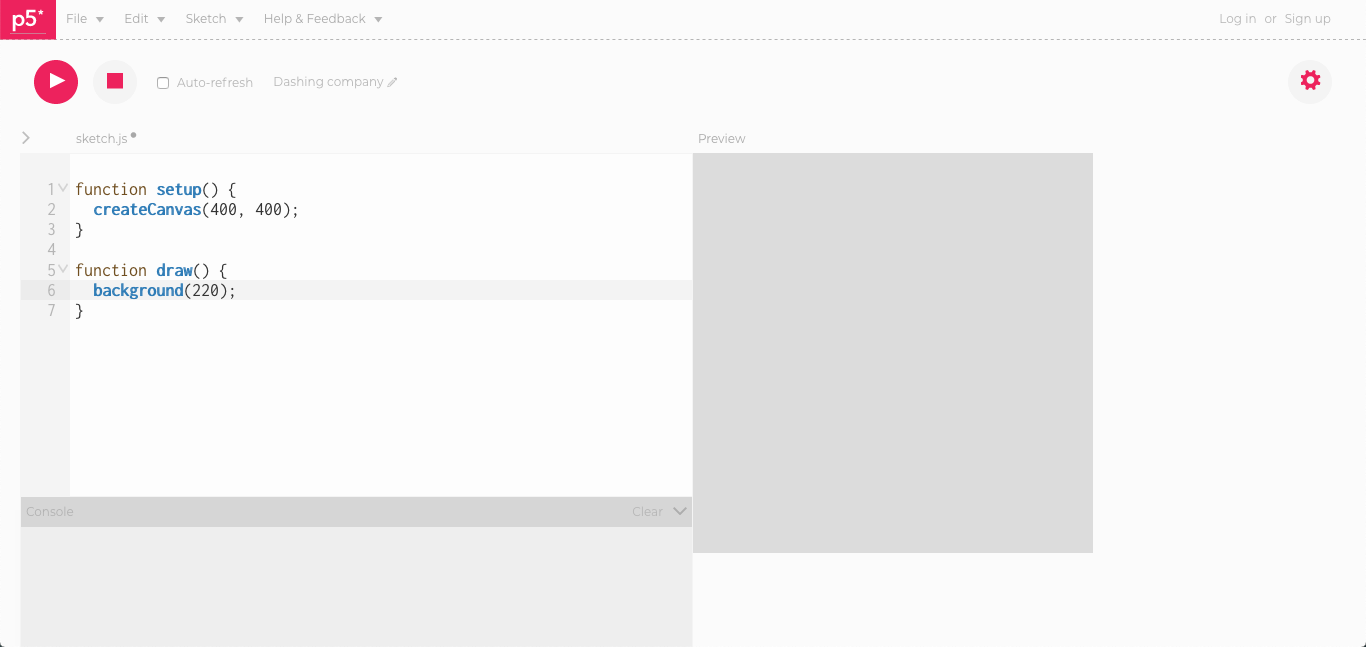 p5*
File Edit Sketch Help & Feedback Log in or Sign up
Auto-refresh Dashing company
sketch.js Preview
1 function setup() {
2 createCanvas(400, 400);
3 }
4
5 function draw() {
6 background(220);
7 }
Console Clear